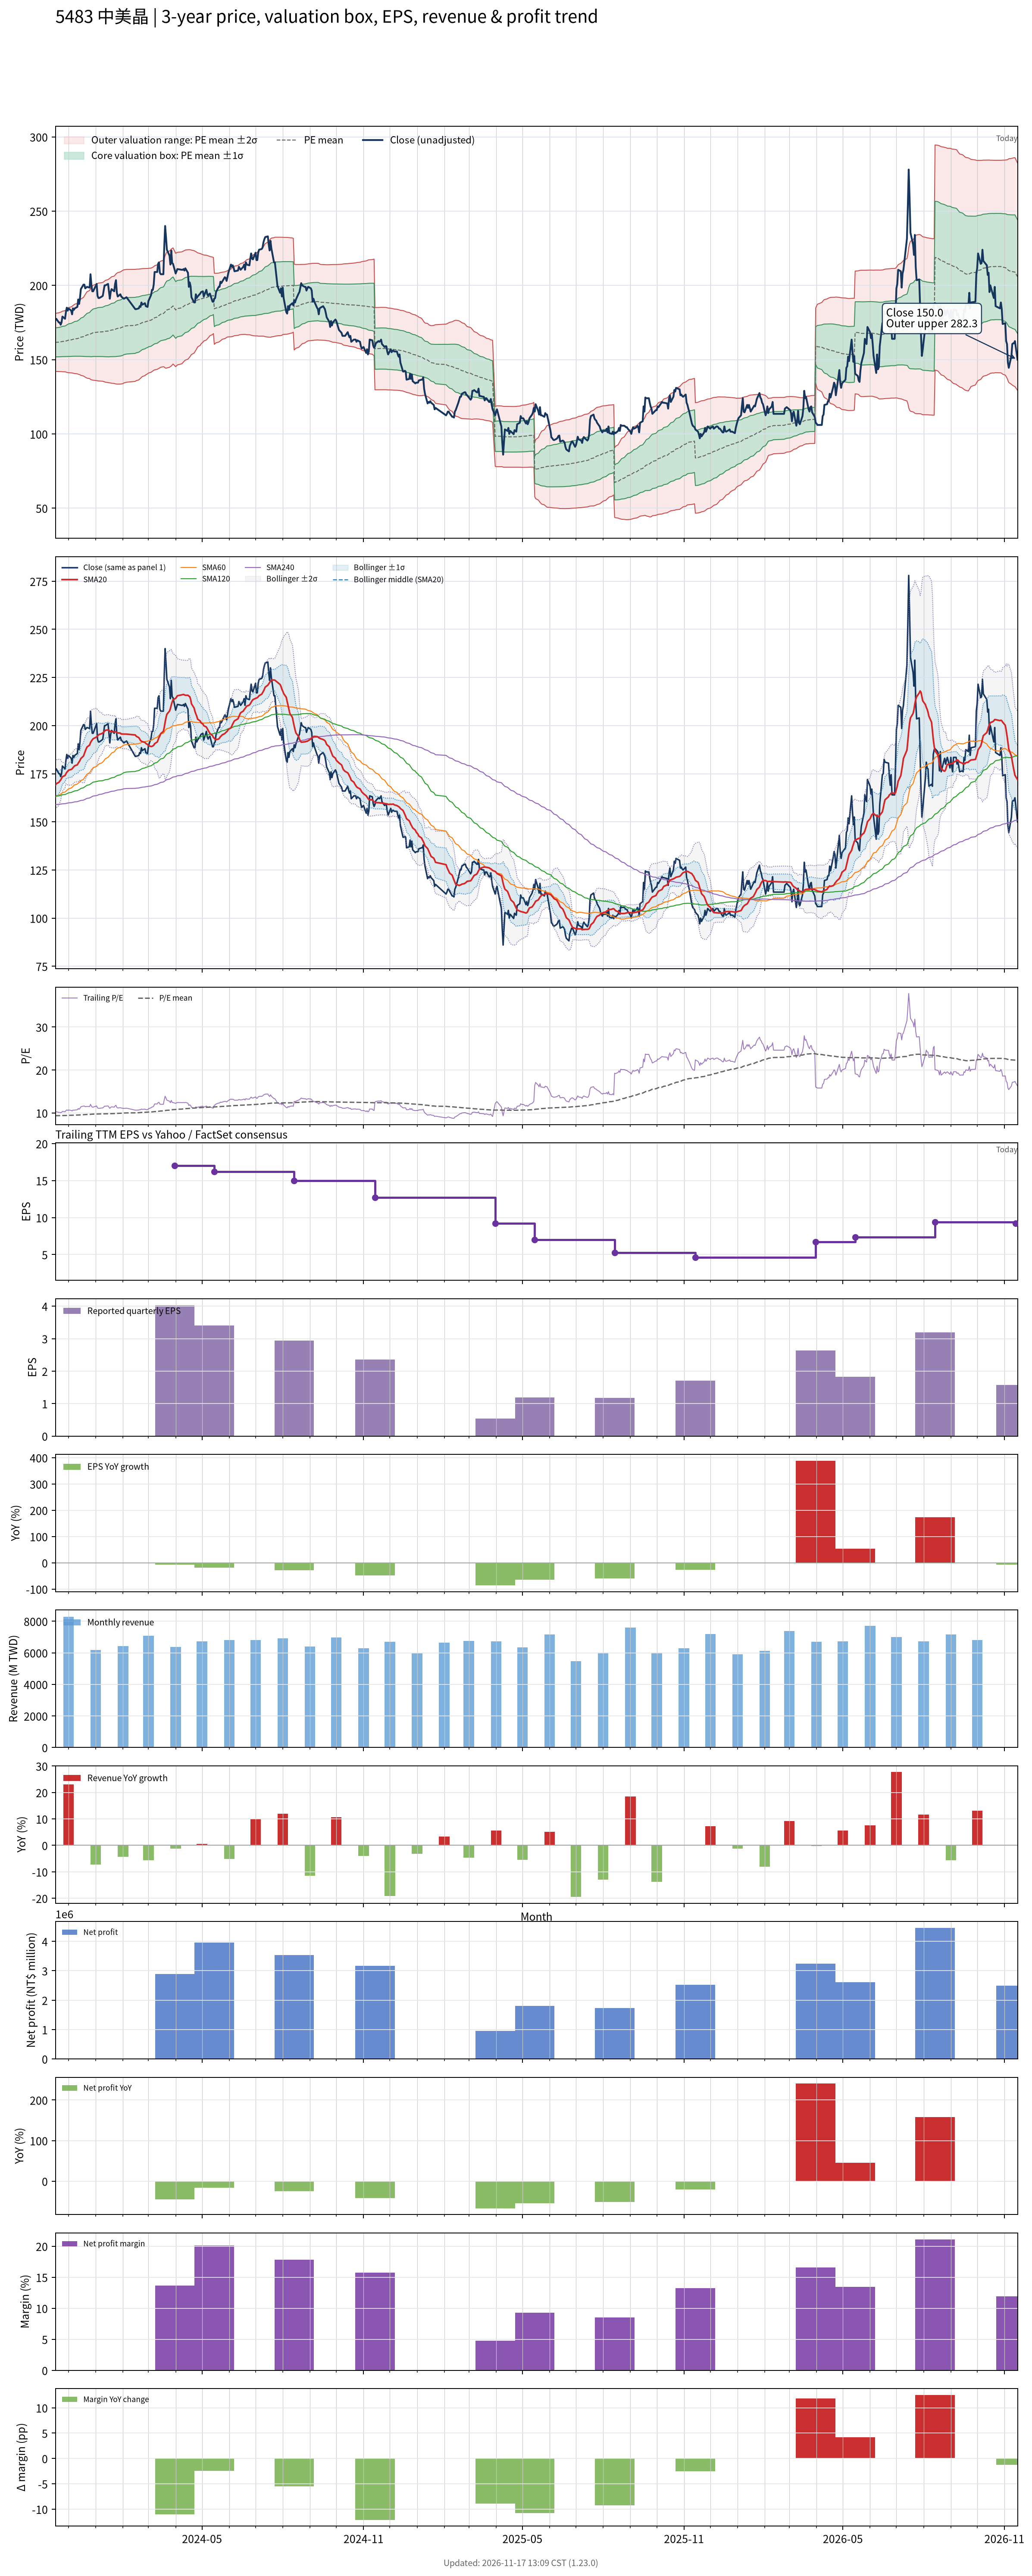 5483 中美晶 | 3-year price, valuation box, EPS, revenue & profit trend
Outer valuation range: PE mean ±2σ
PE mean
Close (unadjusted)
Core valuation box: PE mean ±1σ
Today
300
250
200
150
100
50
Price (TWD)
Close 150.0
Outer upper 282.3
Close (same as panel 1)
SMA60
SMA240
Bollinger ±1σ
SMA20
SMA120
Bollinger ±2σ
Bollinger middle (SMA20)
275
250
225
200
175
150
125
100
75
Price
Trailing P/E
P/E mean
30
20
10
P/E
Trailing TTM EPS vs Yahoo / FactSet consensus
Today
20
15
10
5
EPS
Reported quarterly EPS
4
3
2
1
0
EPS
EPS YoY growth
400
300
200
100
0
-100
YoY (%)
Monthly revenue
8000
6000
4000
2000
0
Revenue (M TWD)
Revenue YoY growth
30
20
10
0
-10
-20
YoY (%)
Month
1e6
Net profit
4
3
2
1
0
Net profit (NT$ million)
Net profit YoY
200
100
0
YoY (%)
Net profit margin
20
15
10
5
0
Margin (%)
Margin YoY change
10
5
0
-5
-10
Δ margin (pp)
2024-05
2024-11
2025-05
2025-11
2026-05
2026-11
Updated: 2026-11-17 13:09 CST (1.23.0)